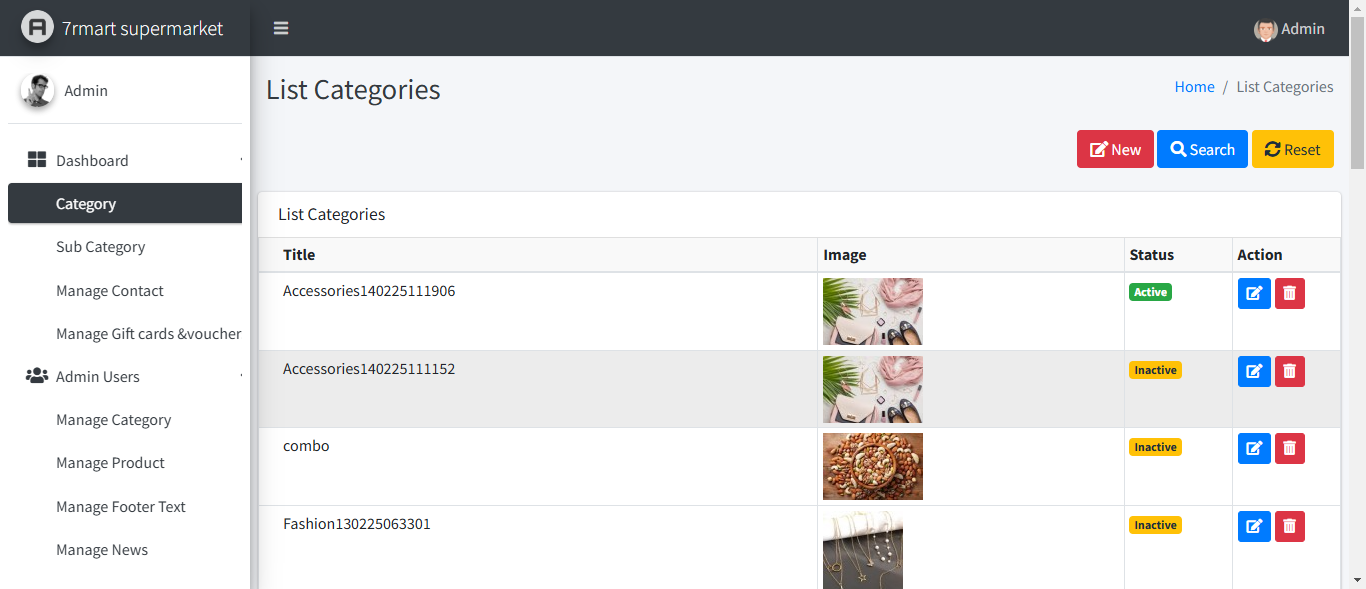 7rmart supermarket
Admin
Admin
List Categories
Home / List Categories
New
Search
Reset
Dashboard
Category
Sub Category
Manage Contact
Manage Gift cards &voucher
Admin Users
Manage Category
Manage Product
Manage Footer Text
Manage News
List Categories
Title Image Status Action
Accessories140225111906 Active
Accessories140225111152 Inactive
combo Inactive
Fashion130225063301 Inactive